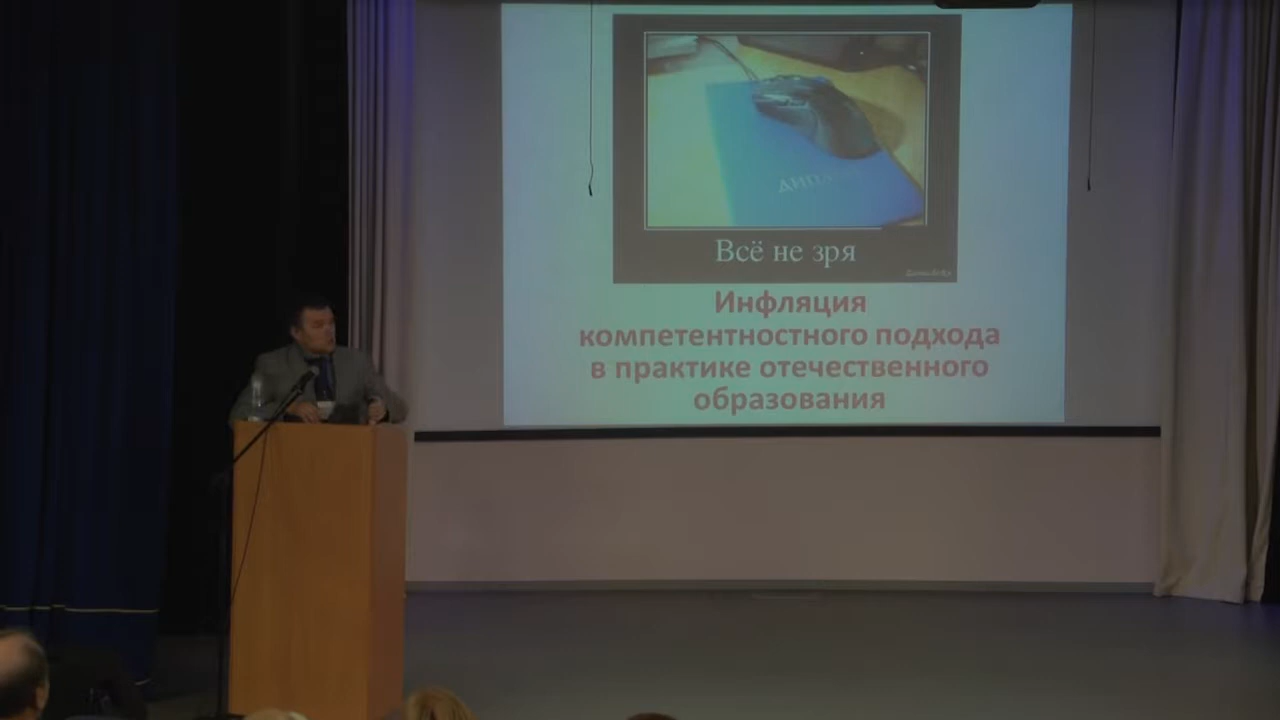 Всё не зря
Инфляция
компетентностного подхода
в практике отечественного
образования